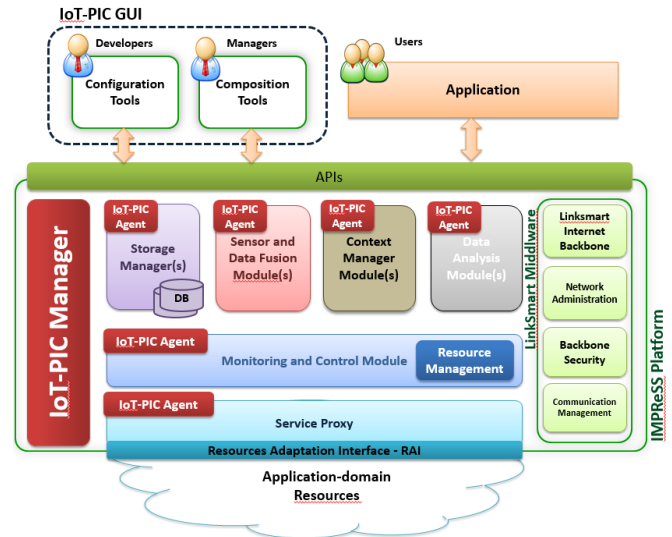 IoT-PIC GUI
Developers
Configuration
Tools
Managers
Composition
Tools
Users
Application
APIs
IoT-PIC Manager
IoT-PIC
Agent
Storage
Manager(s)
DB
IoT-PIC
Agent
Sensor and
Data Fusion
Module(s)
IoT-PIC
Agent
Context
Manager
Module(s)
IoT-PIC
Agent
Data
Analysis
Module(s)
LinkSmart Middlware
Linksmart
Internet
Backbone
Network
Administration
Backbone
Security
Communication
Management
IMPReSS Platform
IoT-PIC Agent
Monitoring and Control Module
Resource
Management
IoT-PIC Agent
Service Proxy
Resources Adaptation Interface - RAI
Application-domain
Resources